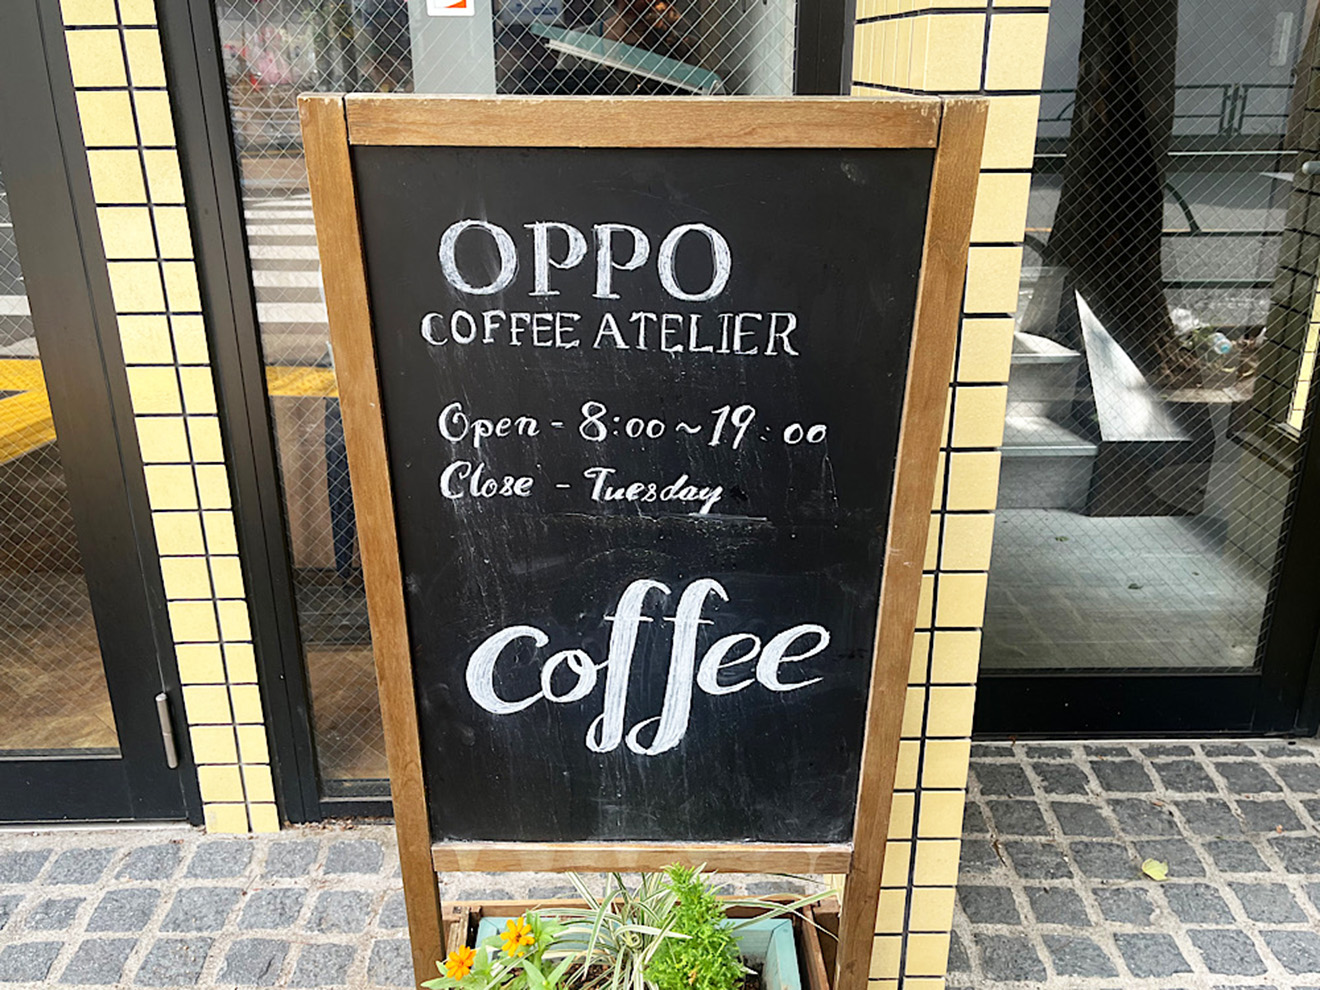 OPPO
COFFEE ATELIER
Open - 8:00 ~ 19:00
Close - Tuesday
coffee